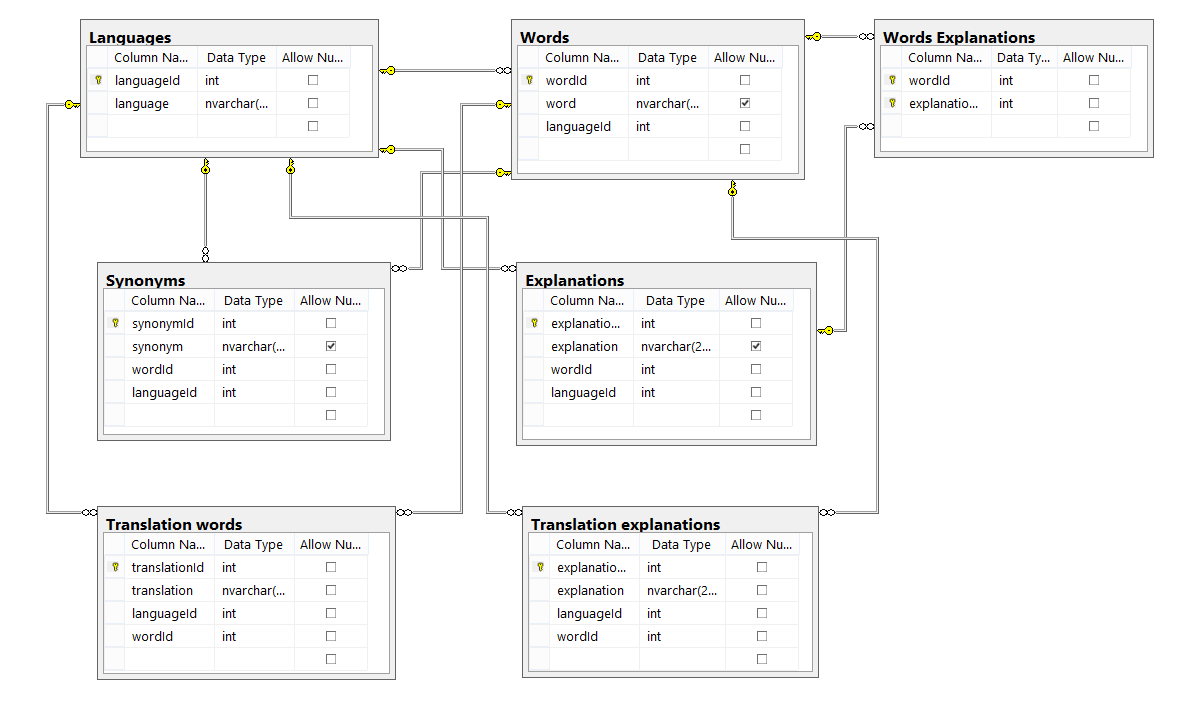 Languages
Column Na... Data Type Allow Nu...
languageId int
language nvarchar(...
Words
Column Na... Data Type Allow Nu...
wordId int
word nvarchar(...
languageId int
Words Explanations
Column Na... Data Ty... Allow Nu...
wordId int
explanatio... int
Synonyms
Column Na... Data Type Allow Nu...
synonymId int
synonym nvarchar(...
wordId int
languageId int
Explanations
Column Na... Data Type Allow Nu...
explanatio... int
explanation nvarchar(2...
wordId int
languageId int
Translation words
Column Na... Data Type Allow Nu...
translationId int
translation nvarchar(...
languageId int
wordId int
Translation explanations
Column Na... Data Type Allow Nu...
explanatio... int
explanation nvarchar(2...
languageId int
wordId int